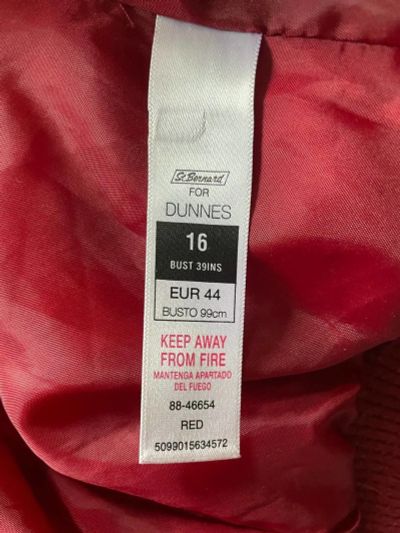 St. Bernard
FOR
DUNNES
16
BUST 39INS
EUR 44
BUSTO 99cm
KEEP AWAY
FROM FIRE
MANTENGA APARTADO
DEL FUEGO
88-46654
RED
5099015634572